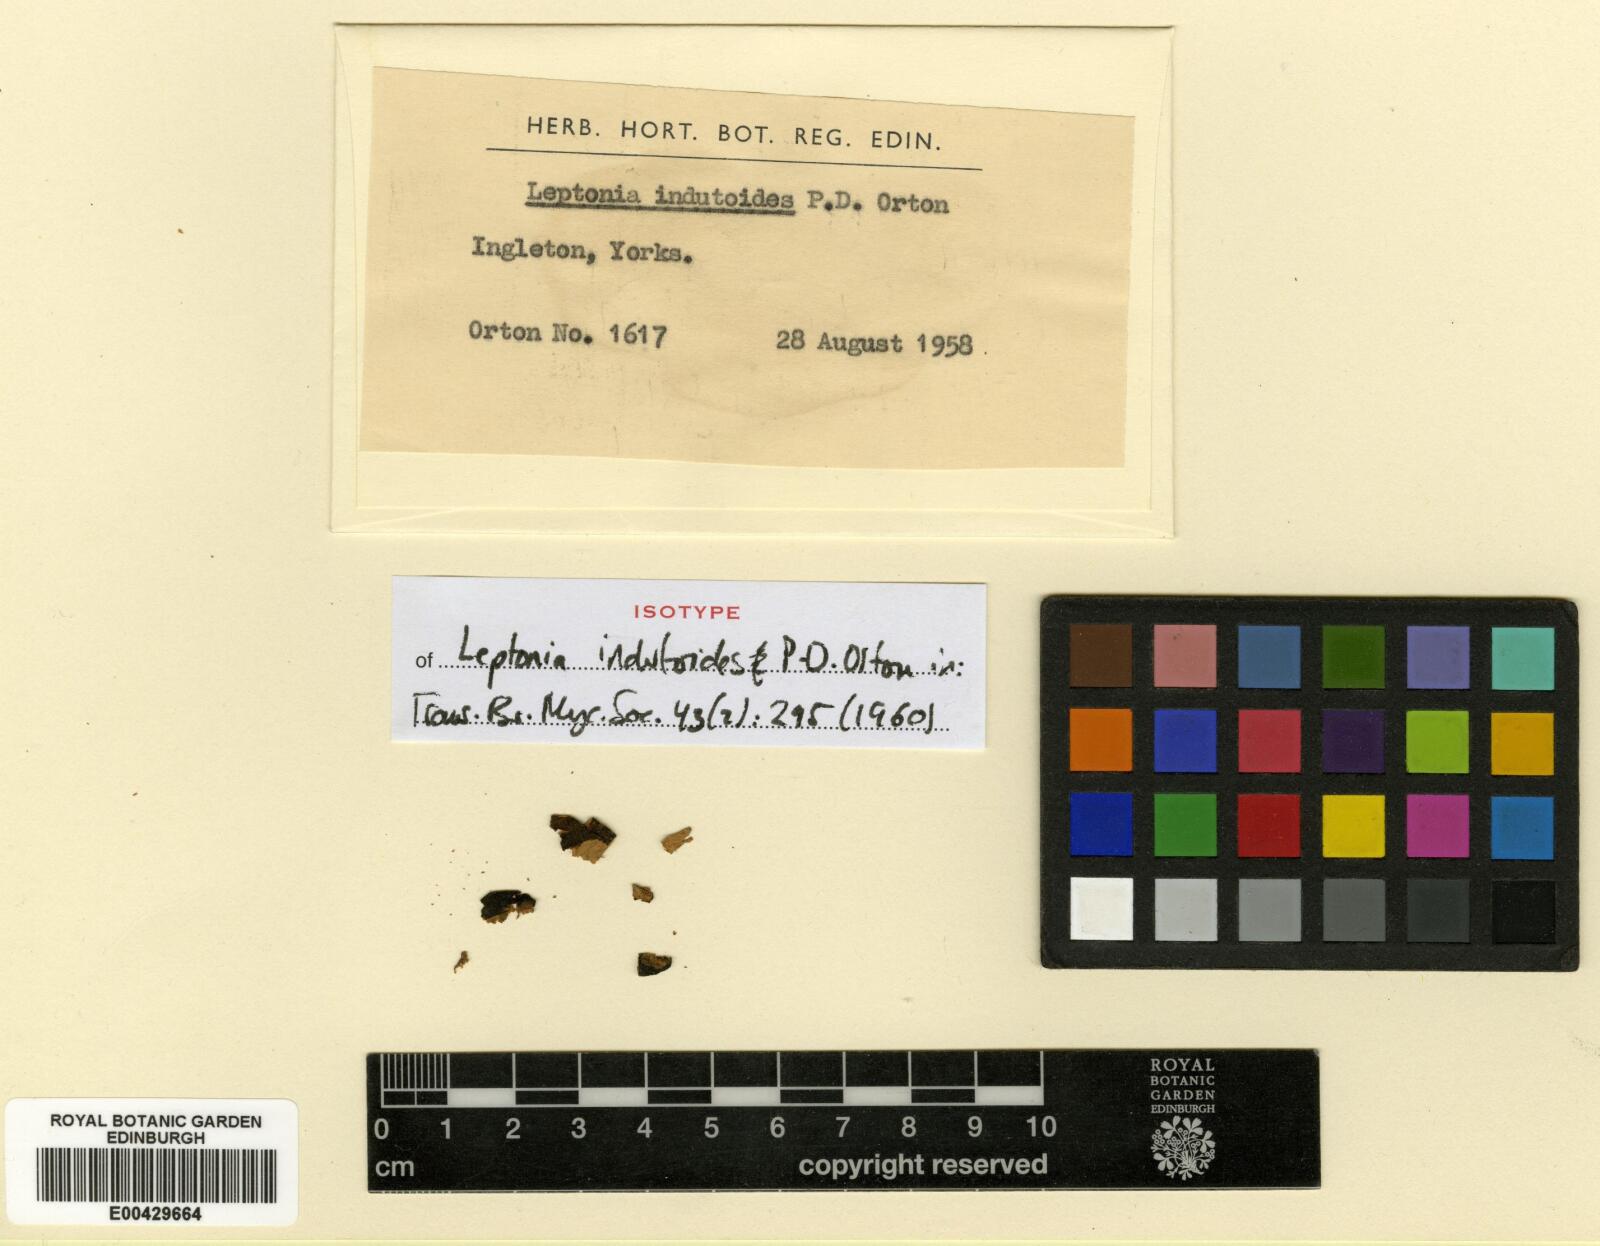 HERB. HORT. BOT. REG. EDIN.
Leptonia indutoides P.D. Orton
Ingleton, Yorks.
Orton No. 1617 28 August 1958
ISOTYPE
of Leptonia indutoides P.D. Orton in:
Trans. Br. Myc. Soc. 43(2): 295 (1960)
0 1 2 3 4 5 6 7 8 9 10
cm
copyright reserved
ROYAL
BOTANIC
GARDEN
EDINBURGH
ROYAL BOTANIC GARDEN
EDINBURGH
E00429664